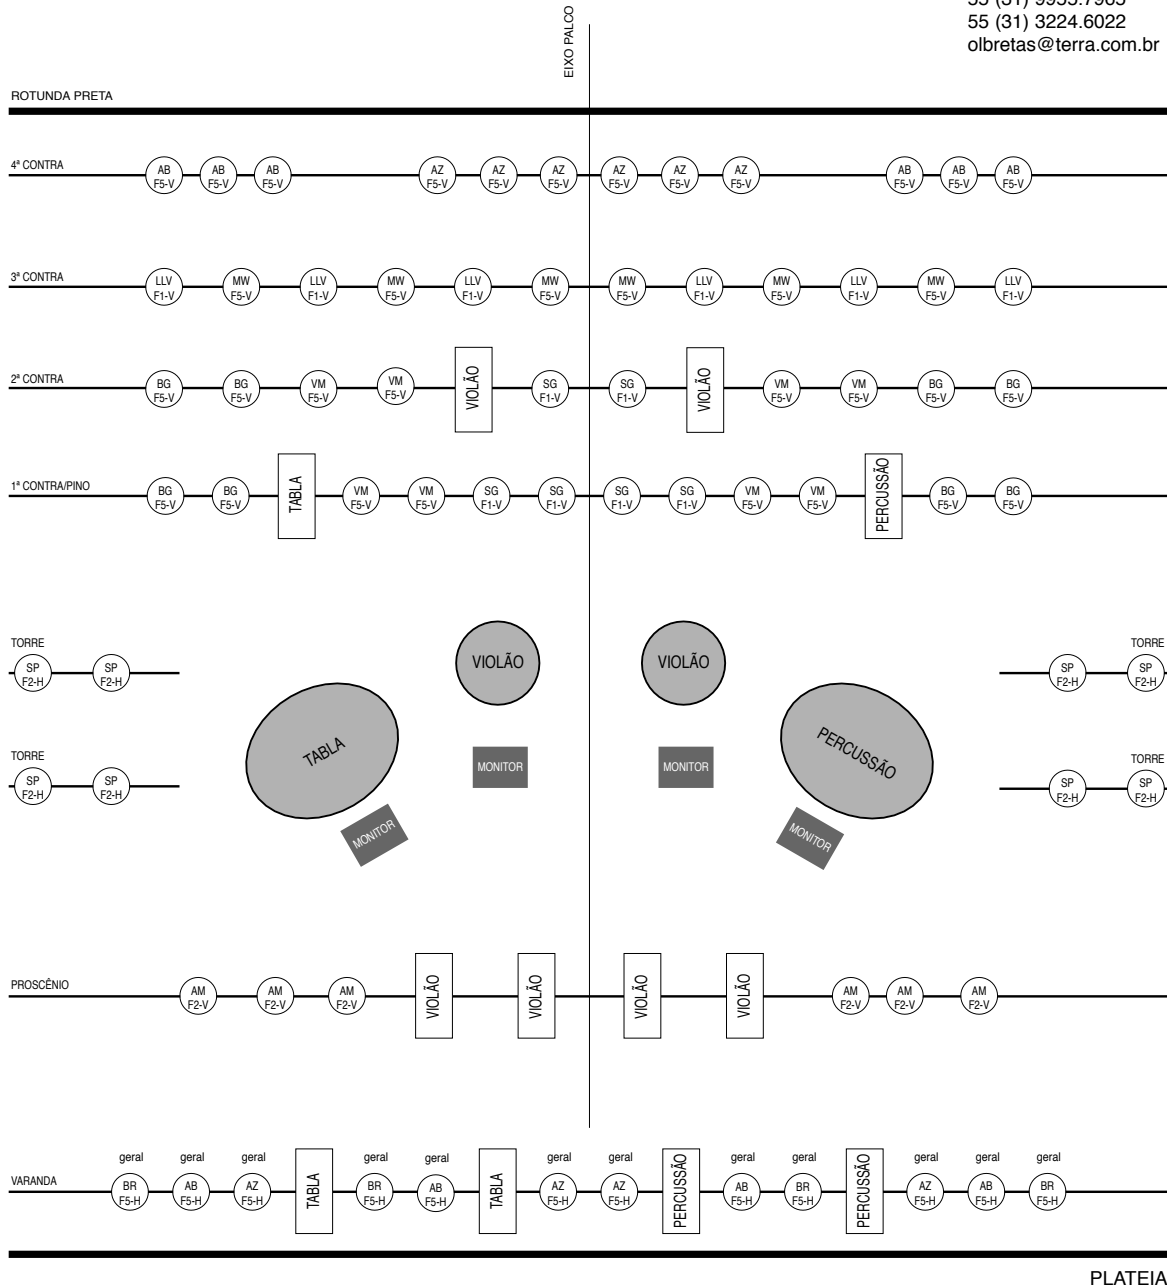 55 (31) 9955.7965
55 (31) 3224.6022
olbretas@terra.com.br
EIXO PALCO
ROTUNDA PRETA
4ª CONTRA
AB F5-V AB F5-V AB F5-V AZ F5-V AZ F5-V AZ F5-V AZ F5-V AZ F5-V AZ F5-V AB F5-V AB F5-V AB F5-V
3ª CONTRA
LLV F1-V MW F5-V LLV F1-V MW F5-V LLV F1-V MW F5-V MW F5-V LLV F1-V MW F5-V LLV F1-V MW F5-V LLV F1-V
2ª CONTRA
BG F5-V BG F5-V VM F5-V VM F5-V VIOLÃO SG F1-V SG F1-V VIOLÃO VM F5-V VM F5-V BG F5-V BG F5-V
1ª CONTRA/PINO
BG F5-V BG F5-V TABLA VM F5-V VM F5-V SG F1-V SG F1-V SG F1-V SG F1-V VM F5-V VM F5-V PERCUSSÃO BG F5-V BG F5-V
TORRE TORRE
SP F2-H SP F2-H VIOLÃO VIOLÃO SP F2-H SP F2-H
TABLA PERCUSSÃO
TORRE TORRE
SP F2-H SP F2-H MONITOR MONITOR SP F2-H SP F2-H
MONITOR MONITOR
PROSCÊNIO
AM F2-V AM F2-V AM F2-V VIOLÃO VIOLÃO VIOLÃO VIOLÃO AM F2-V AM F2-V AM F2-V
geral geral geral geral geral geral geral geral geral geral geral geral
VARANDA
BR F5-H AB F5-H AZ F5-H TABLA BR F5-H AB F5-H TABLA AZ F5-H AZ F5-H PERCUSSÃO AB F5-H BR F5-H PERCUSSÃO AZ F5-H AB F5-H BR F5-H
PLATEIA